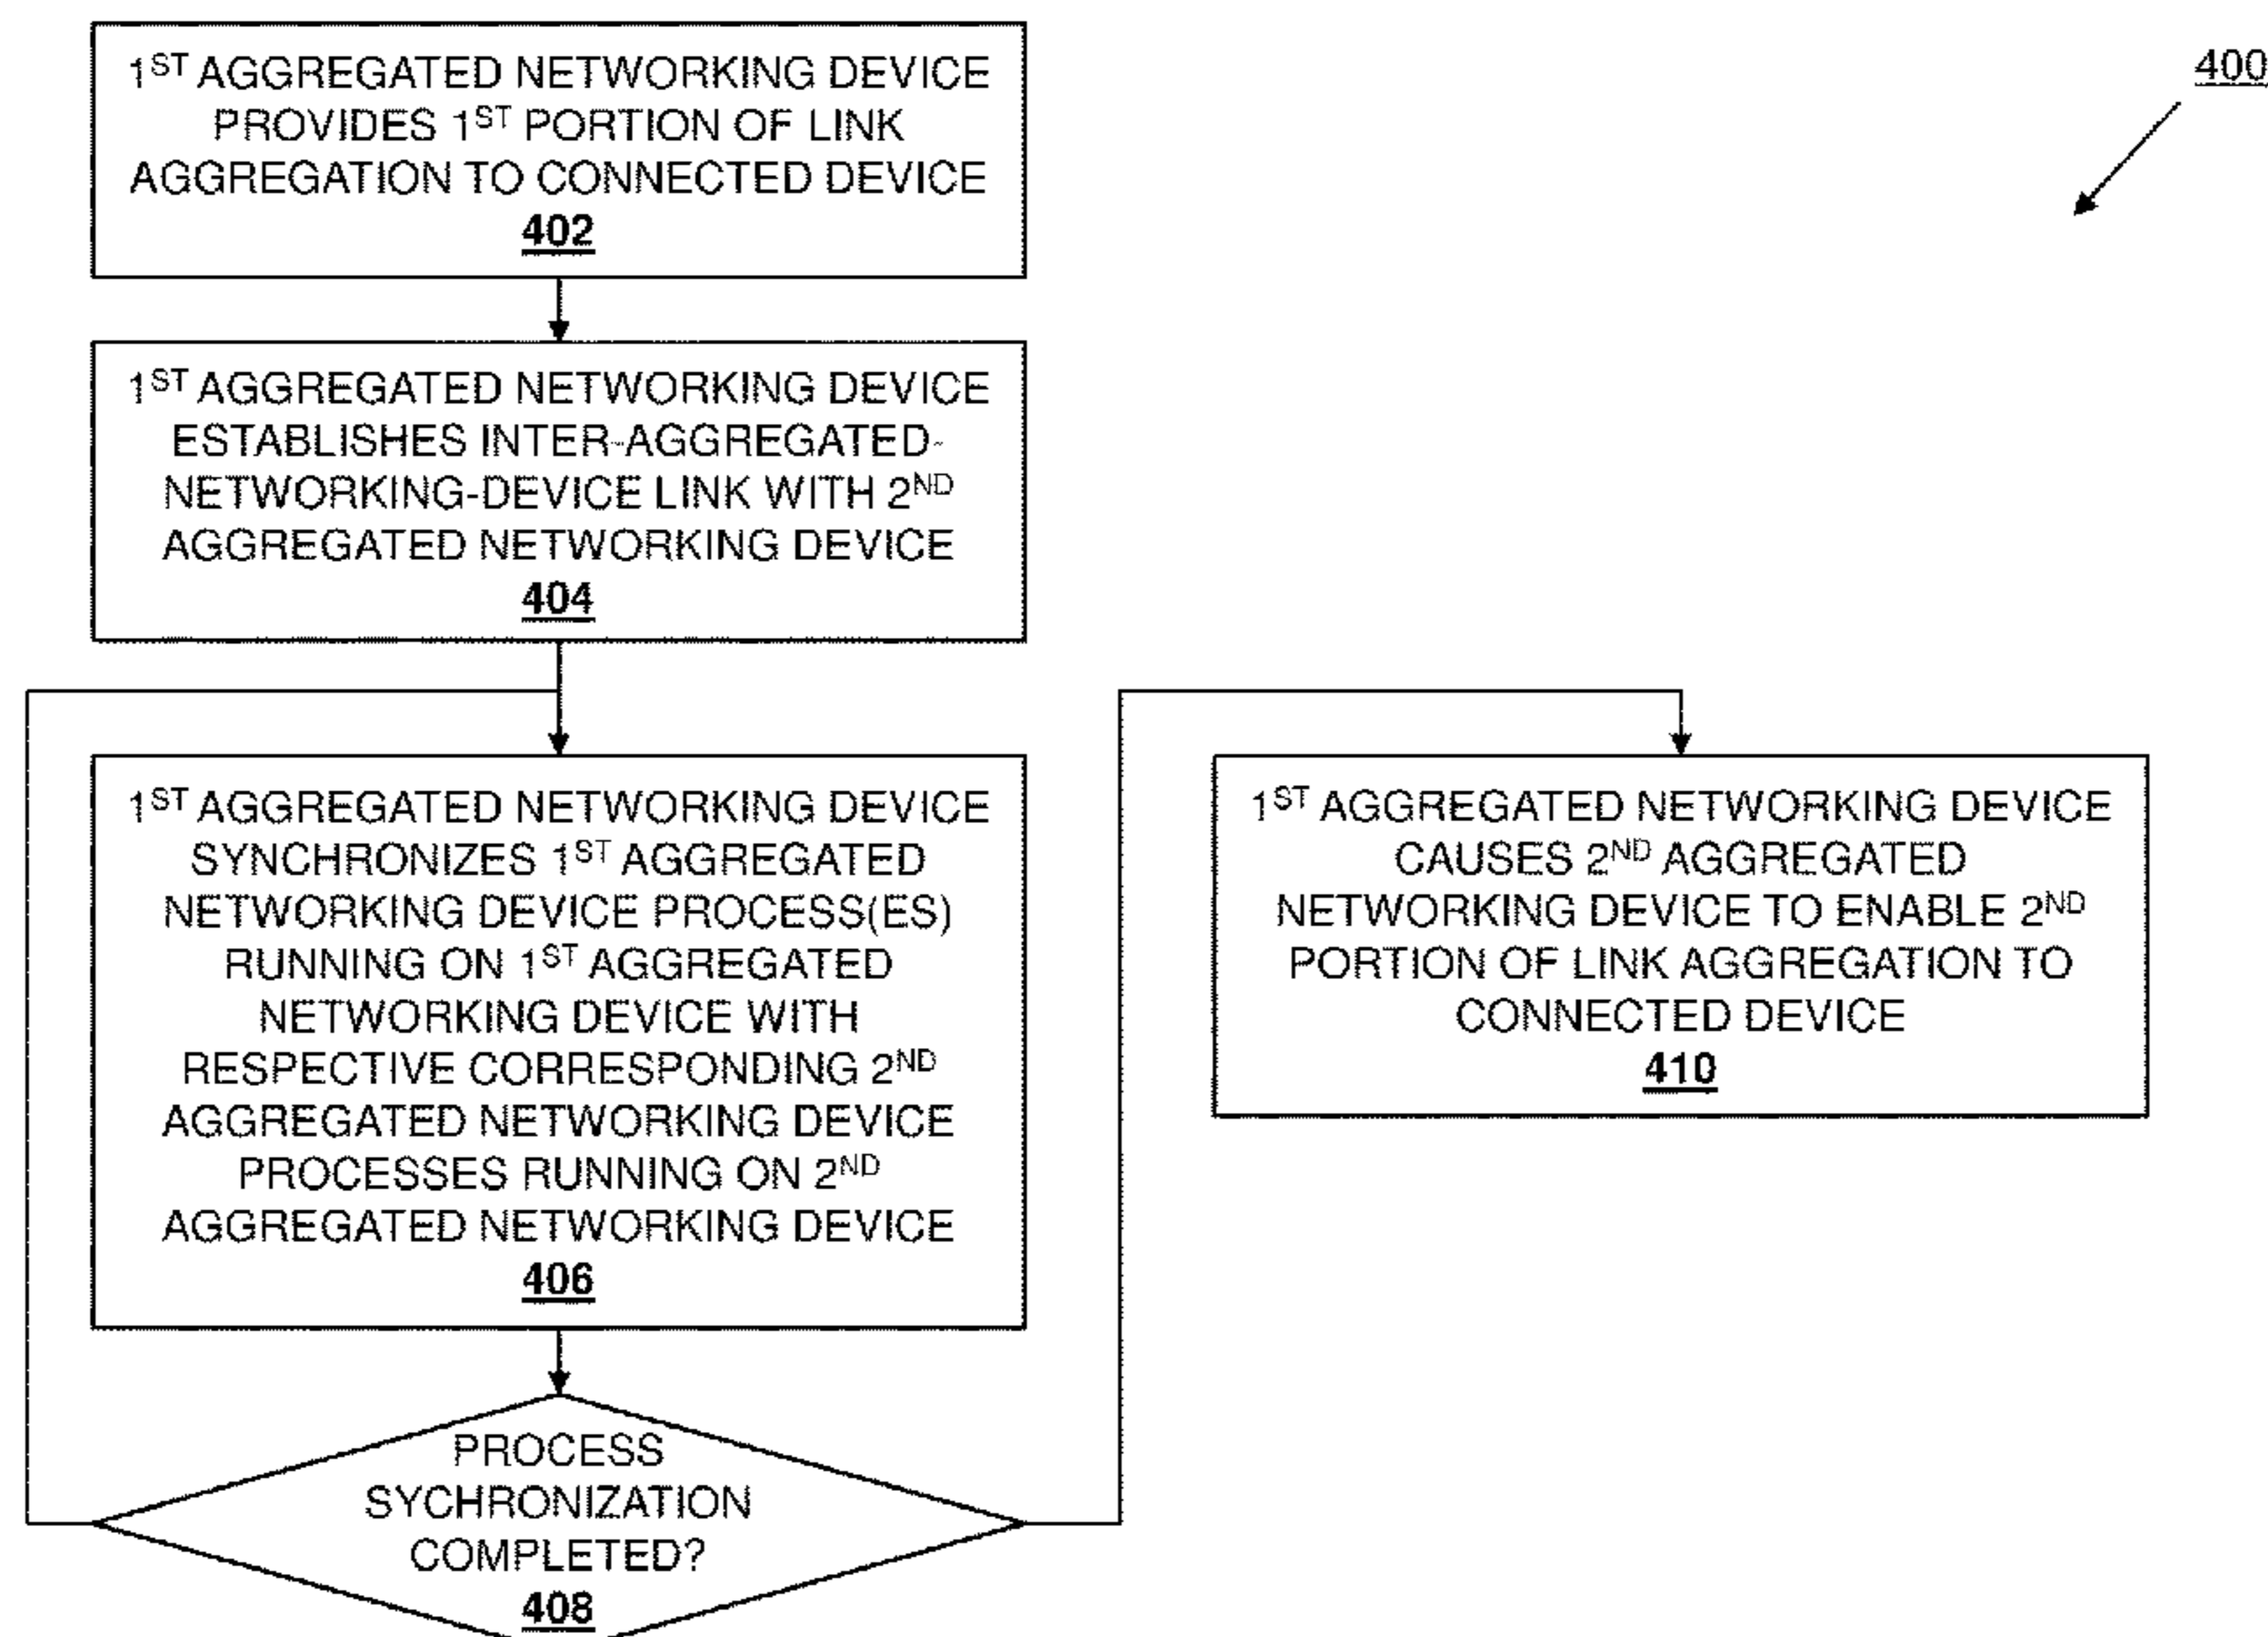 1ST AGGREGATED NETWORKING DEVICE
PROVIDES 1ST PORTION OF LINK
AGGREGATION TO CONNECTED DEVICE
402
400
1ST AGGREGATED NETWORKING DEVICE
ESTABLISHES INTER-AGGREGATED-
NETWORKING-DEVICE LINK WITH 2ND
AGGREGATED NETWORKING DEVICE
404
1ST AGGREGATED NETWORKING DEVICE
SYNCHRONIZES 1ST AGGREGATED
NETWORKING DEVICE PROCESS(ES)
RUNNING ON 1ST AGGREGATED
NETWORKING DEVICE WITH
RESPECTIVE CORRESPONDING 2ND
AGGREGATED NETWORKING DEVICE
PROCESSES RUNNING ON 2ND
AGGREGATED NETWORKING DEVICE
406
PROCESS
SYCHRONIZATION
COMPLETED?
408
1ST AGGREGATED NETWORKING DEVICE
CAUSES 2ND AGGREGATED
NETWORKING DEVICE TO ENABLE 2ND
PORTION OF LINK AGGREGATION TO
CONNECTED DEVICE
410